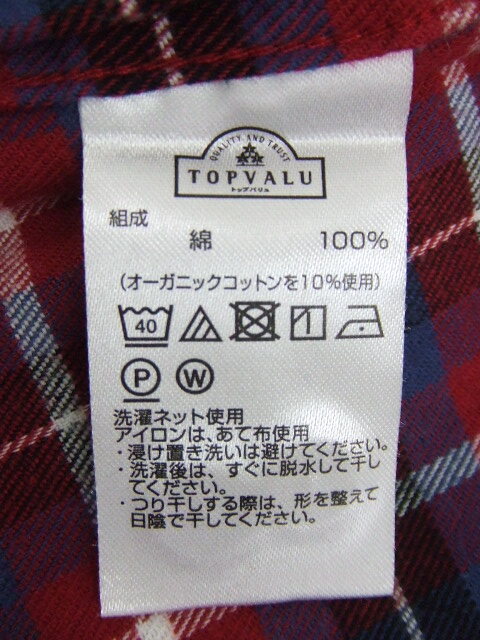 QUALITY AND TRUST
TOPVALU
トップバリュ
組成
綿 100%
(オーガニックコットンを10%使用)
40
P W
洗濯ネット使用
アイロンは、あて布使用
・浸け置き洗いは避けてください。
・洗濯後は、すぐに脱水して干し
てください。
・つり干しする際は、形を整えて
日陰で干してください。